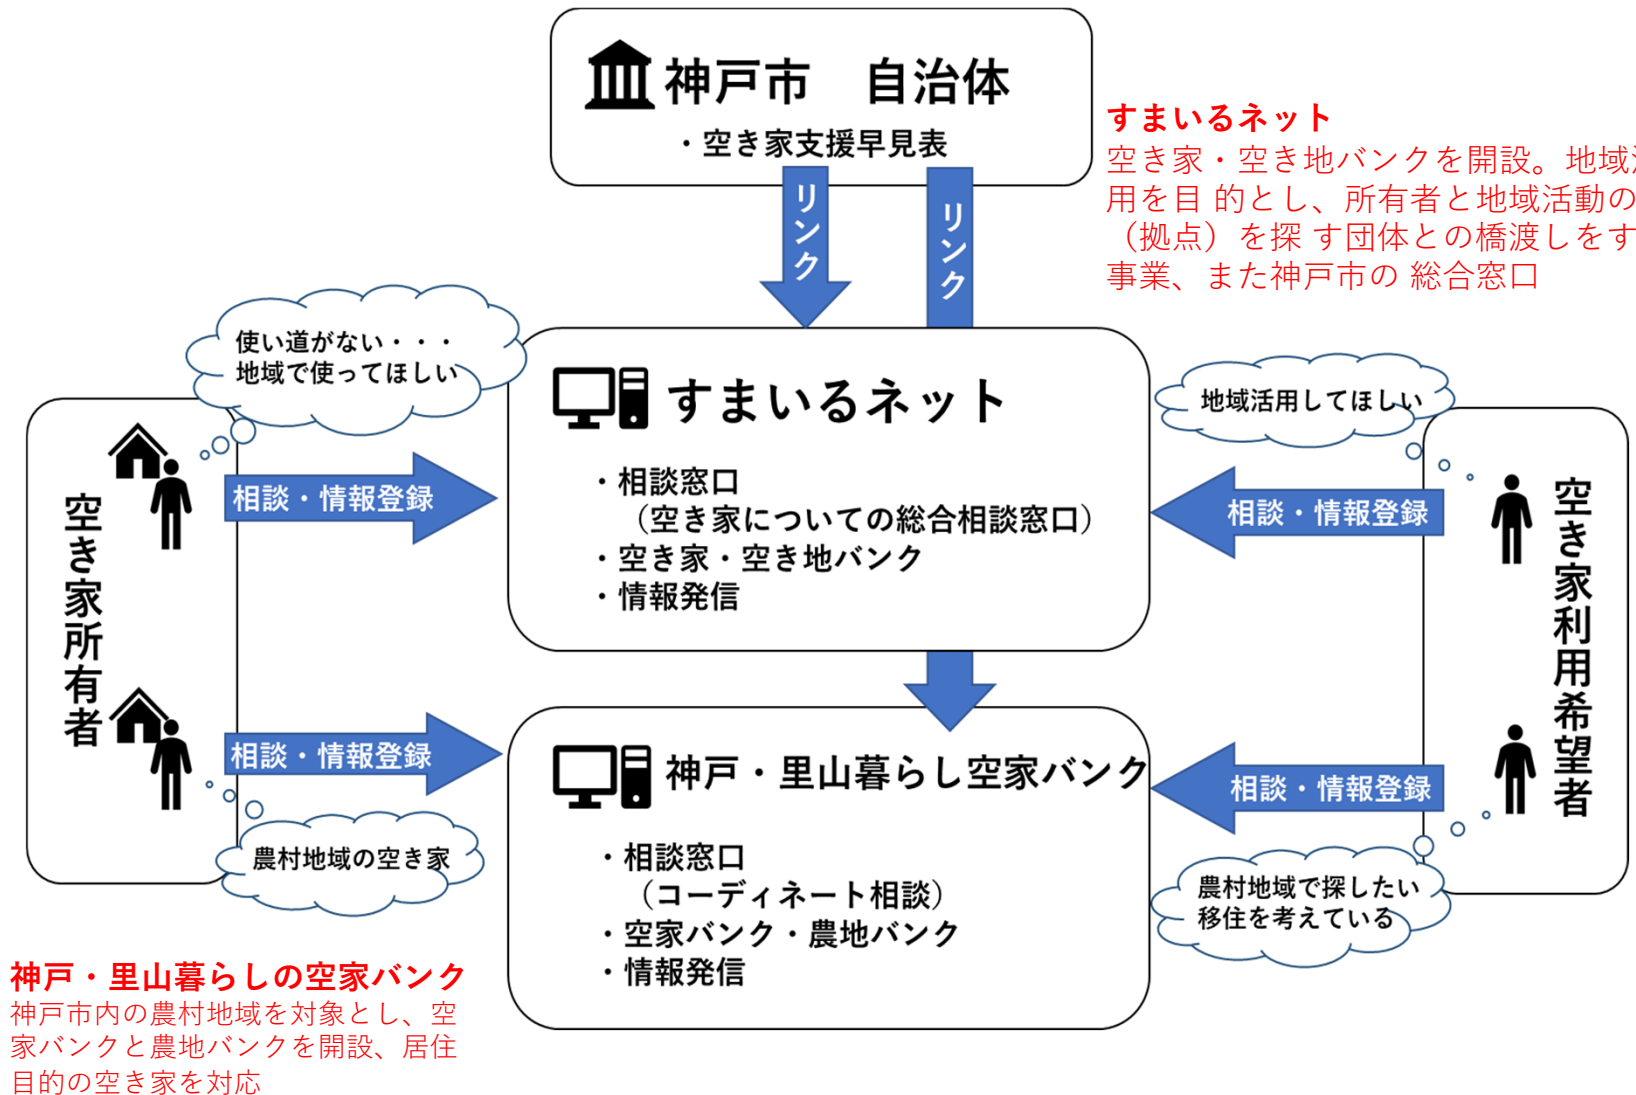 神戸市　自治体
・空き家支援早見表
リンク
リンク
すまいるネット
空き家・空き地バンクを開設。地域
用を目 的とし、所有者と地域活動の
（拠点）を探 す団体との橋渡しをす
事業、また神戸市の 総合窓口
使い道がない・・・
地域で使ってほしい
すまいるネット
・相談窓口
（空き家についての総合相談窓口）
・空き家・空き地バンク
・情報発信
地域活用してほしい
空き家所有者
相談・情報登録
相談・情報登録
空き家利用希望者
相談・情報登録
相談・情報登録
農村地域の空き家
神戸・里山暮らし空家バンク
・相談窓口
（コーディネート相談）
・空家バンク・農地バンク
・情報発信
農村地域で探したい
移住を考えている
神戸・里山暮らしの空家バンク
神戸市内の農村地域を対象とし、空
家バンクと農地バンクを開設、居住
目的の空き家を対応